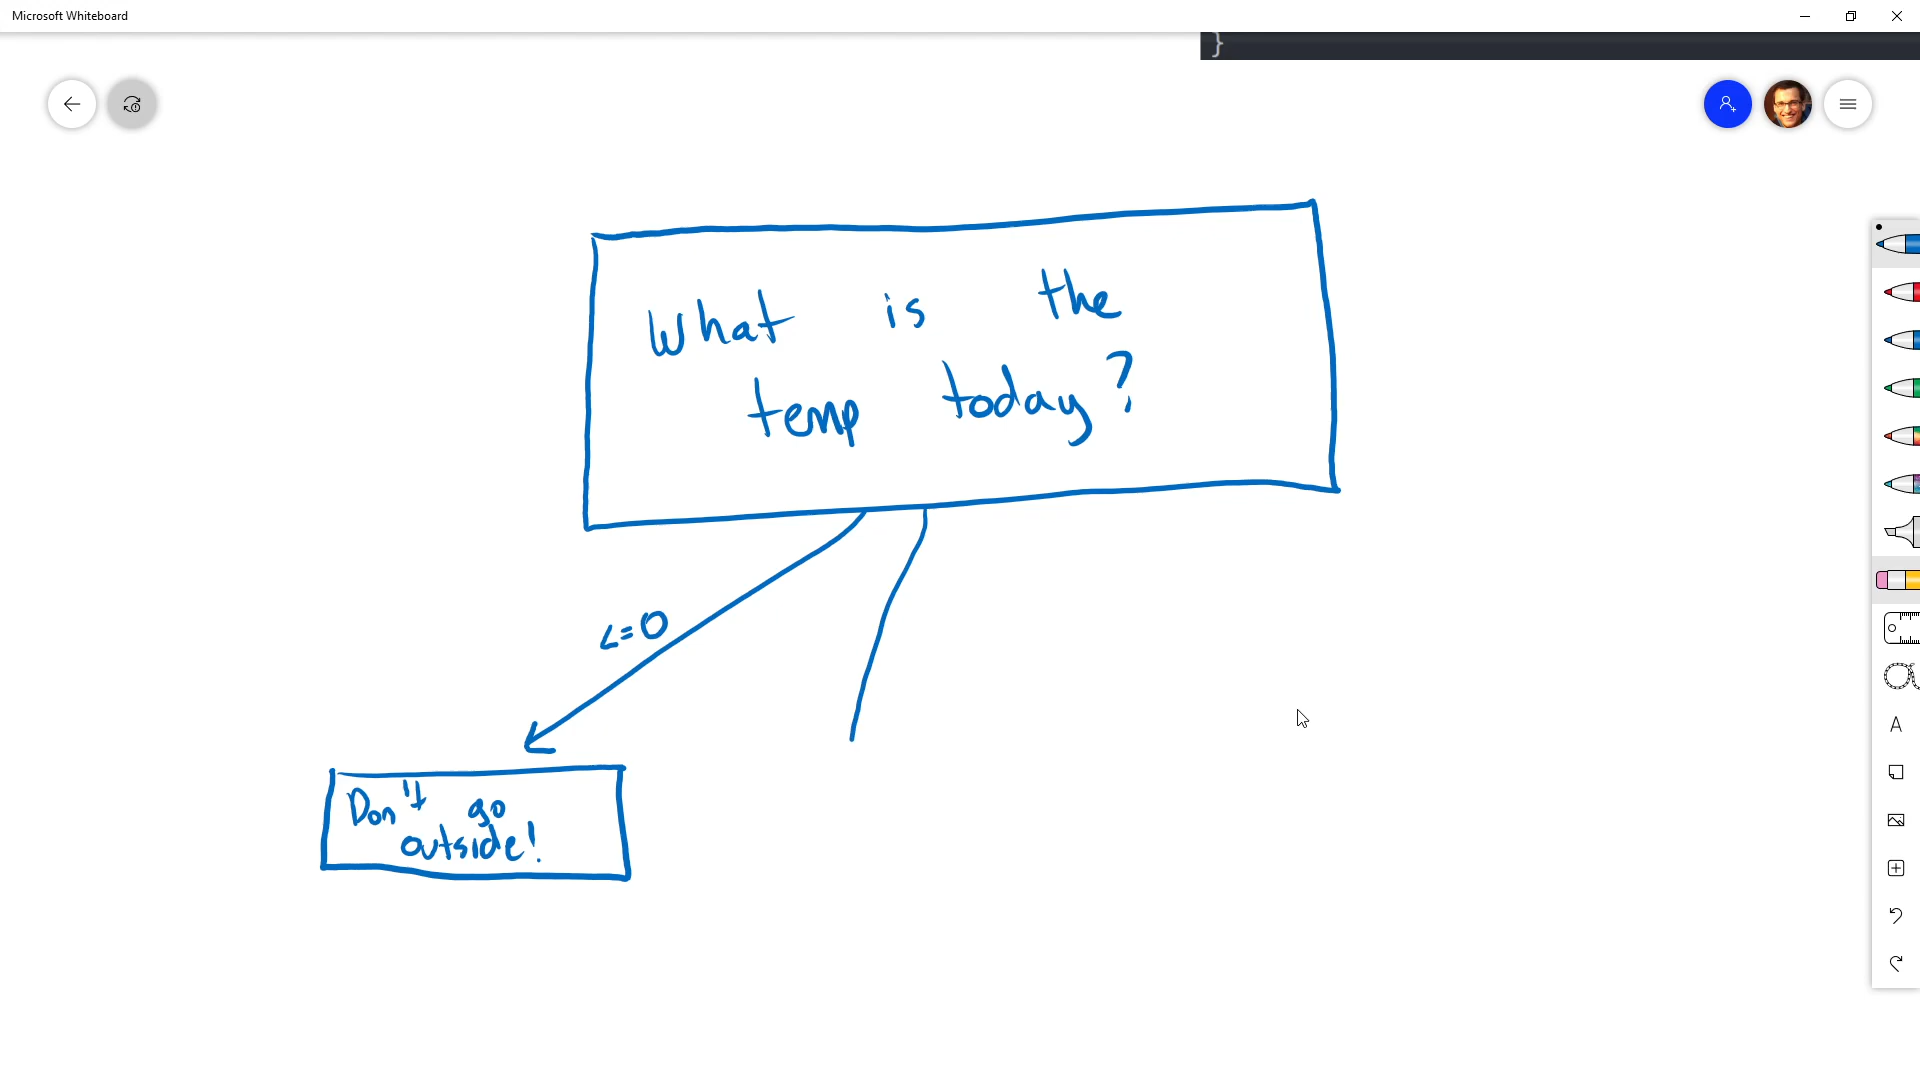 Microsoft Whiteboard
}
What is the
temp today?
<=0
Don't go
outside!
A